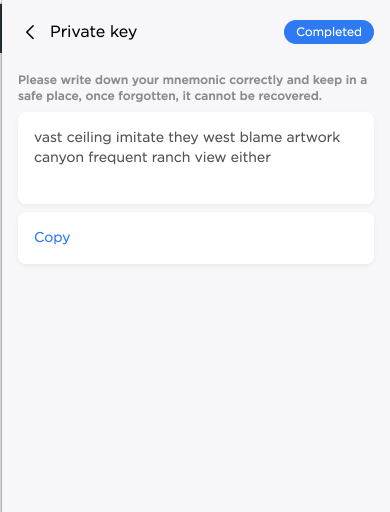 Private key
Completed
Please write down your mnemonic correctly and keep in a
safe place, once forgotten, it cannot be recovered.
vast ceiling imitate they west blame artwork
canyon frequent ranch view either
Copy